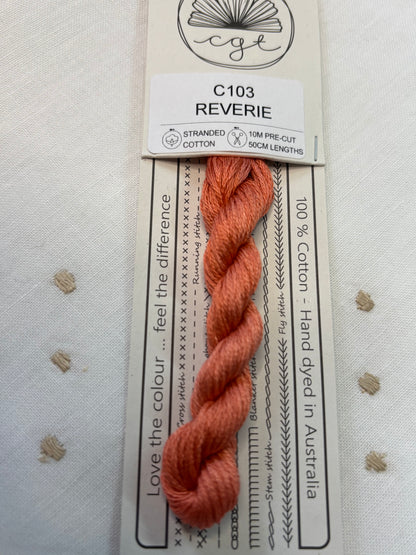 cgt
C103
REVERIE
STRANDED
COTTON
10M PRE-CUT
50CM LENGTHS
Love the colour ... feel the difference
Cross stitch
Running stitch
Blanket stitch
Stem stitch
Fly stitch
100 % Cotton - Hand dyed in Australia